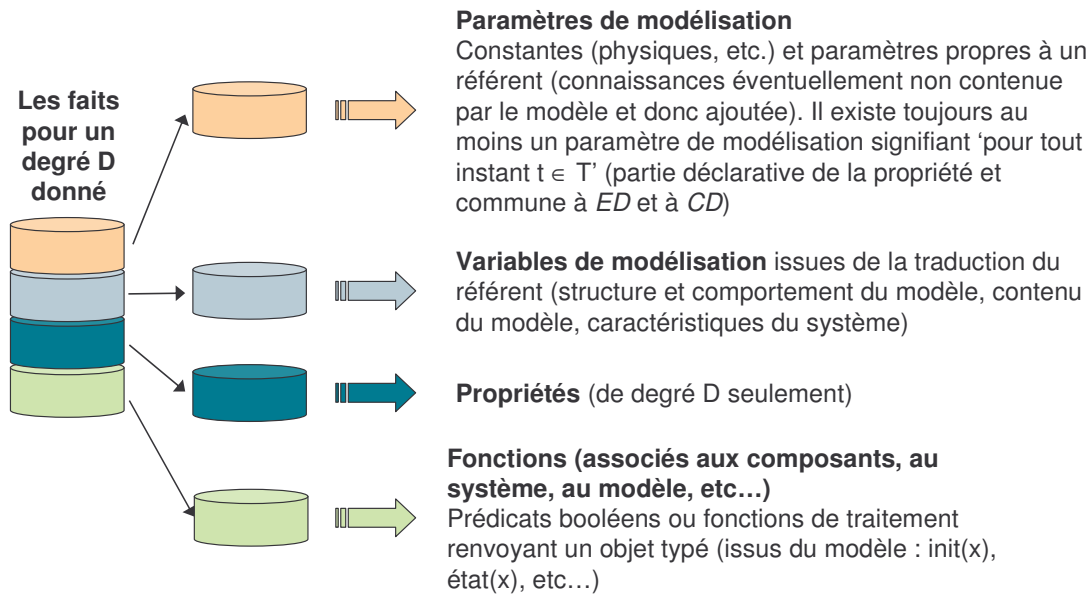 Les faits
pour un
degré D
donné
Paramètres de modélisation
Constantes (physiques, etc.) et paramètres propres à un
référent (connaissances éventuellement non contenue
par le modèle et donc ajoutée). Il existe toujours au
moins un paramètre de modélisation signifiant ‘pour tout
instant t ∈ T’ (partie déclarative de la propriété et
commune à ED et à CD)
Variables de modélisation issues de la traduction du
référent (structure et comportement du modèle, contenu
du modèle, caractéristiques du système)
Propriétés (de degré D seulement)
Fonctions (associés aux composants, au
système, au modèle, etc…)
Prédicats booléens ou fonctions de traitement
renvoyant un objet typé (issus du modèle : init(x),
état(x), etc…)